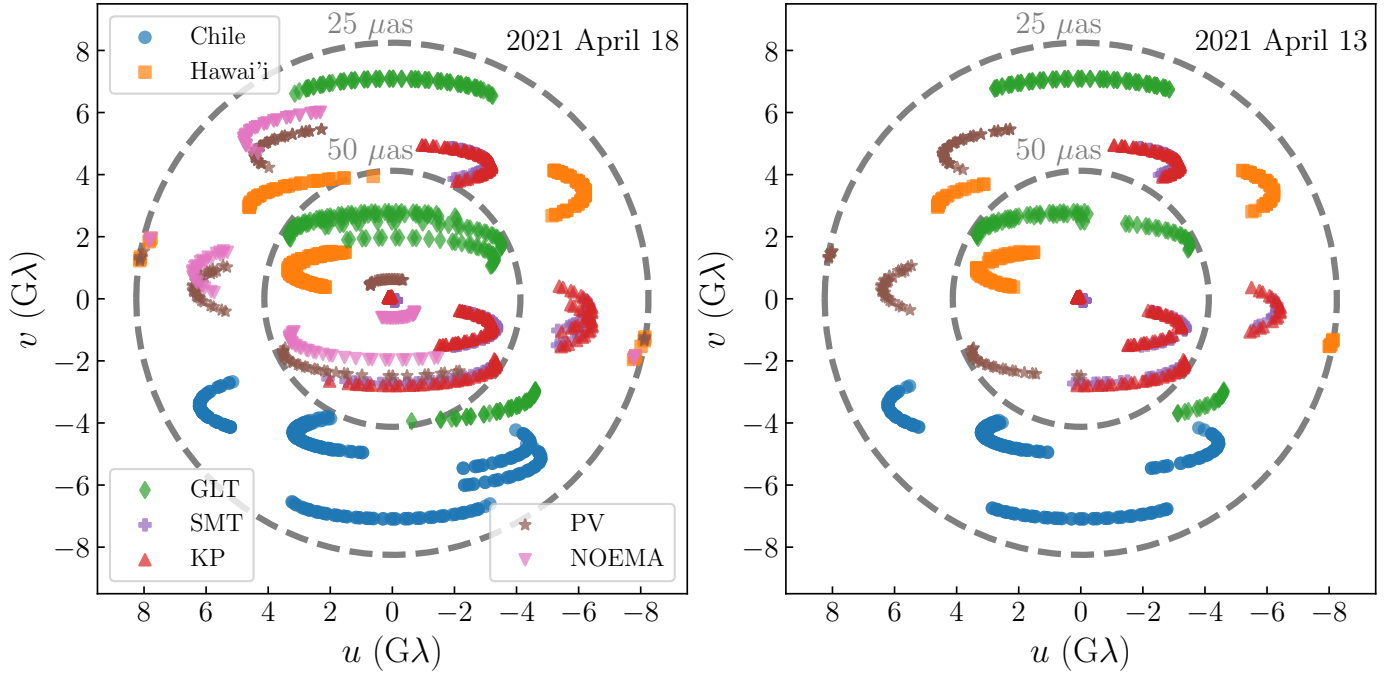 25 μas
2021 April 18
Chile
Hawai'i
50 μas
GLT
SMT
KP
PV
NOEMA
8
6
4
2
0
−2
−4
−6
−8
v (Gλ)
8 6 4 2 0 −2 −4 −6 −8
u (Gλ)
25 μas
2021 April 13
50 μas
8
6
4
2
0
−2
−4
−6
−8
v (Gλ)
8 6 4 2 0 −2 −4 −6 −8
u (Gλ)